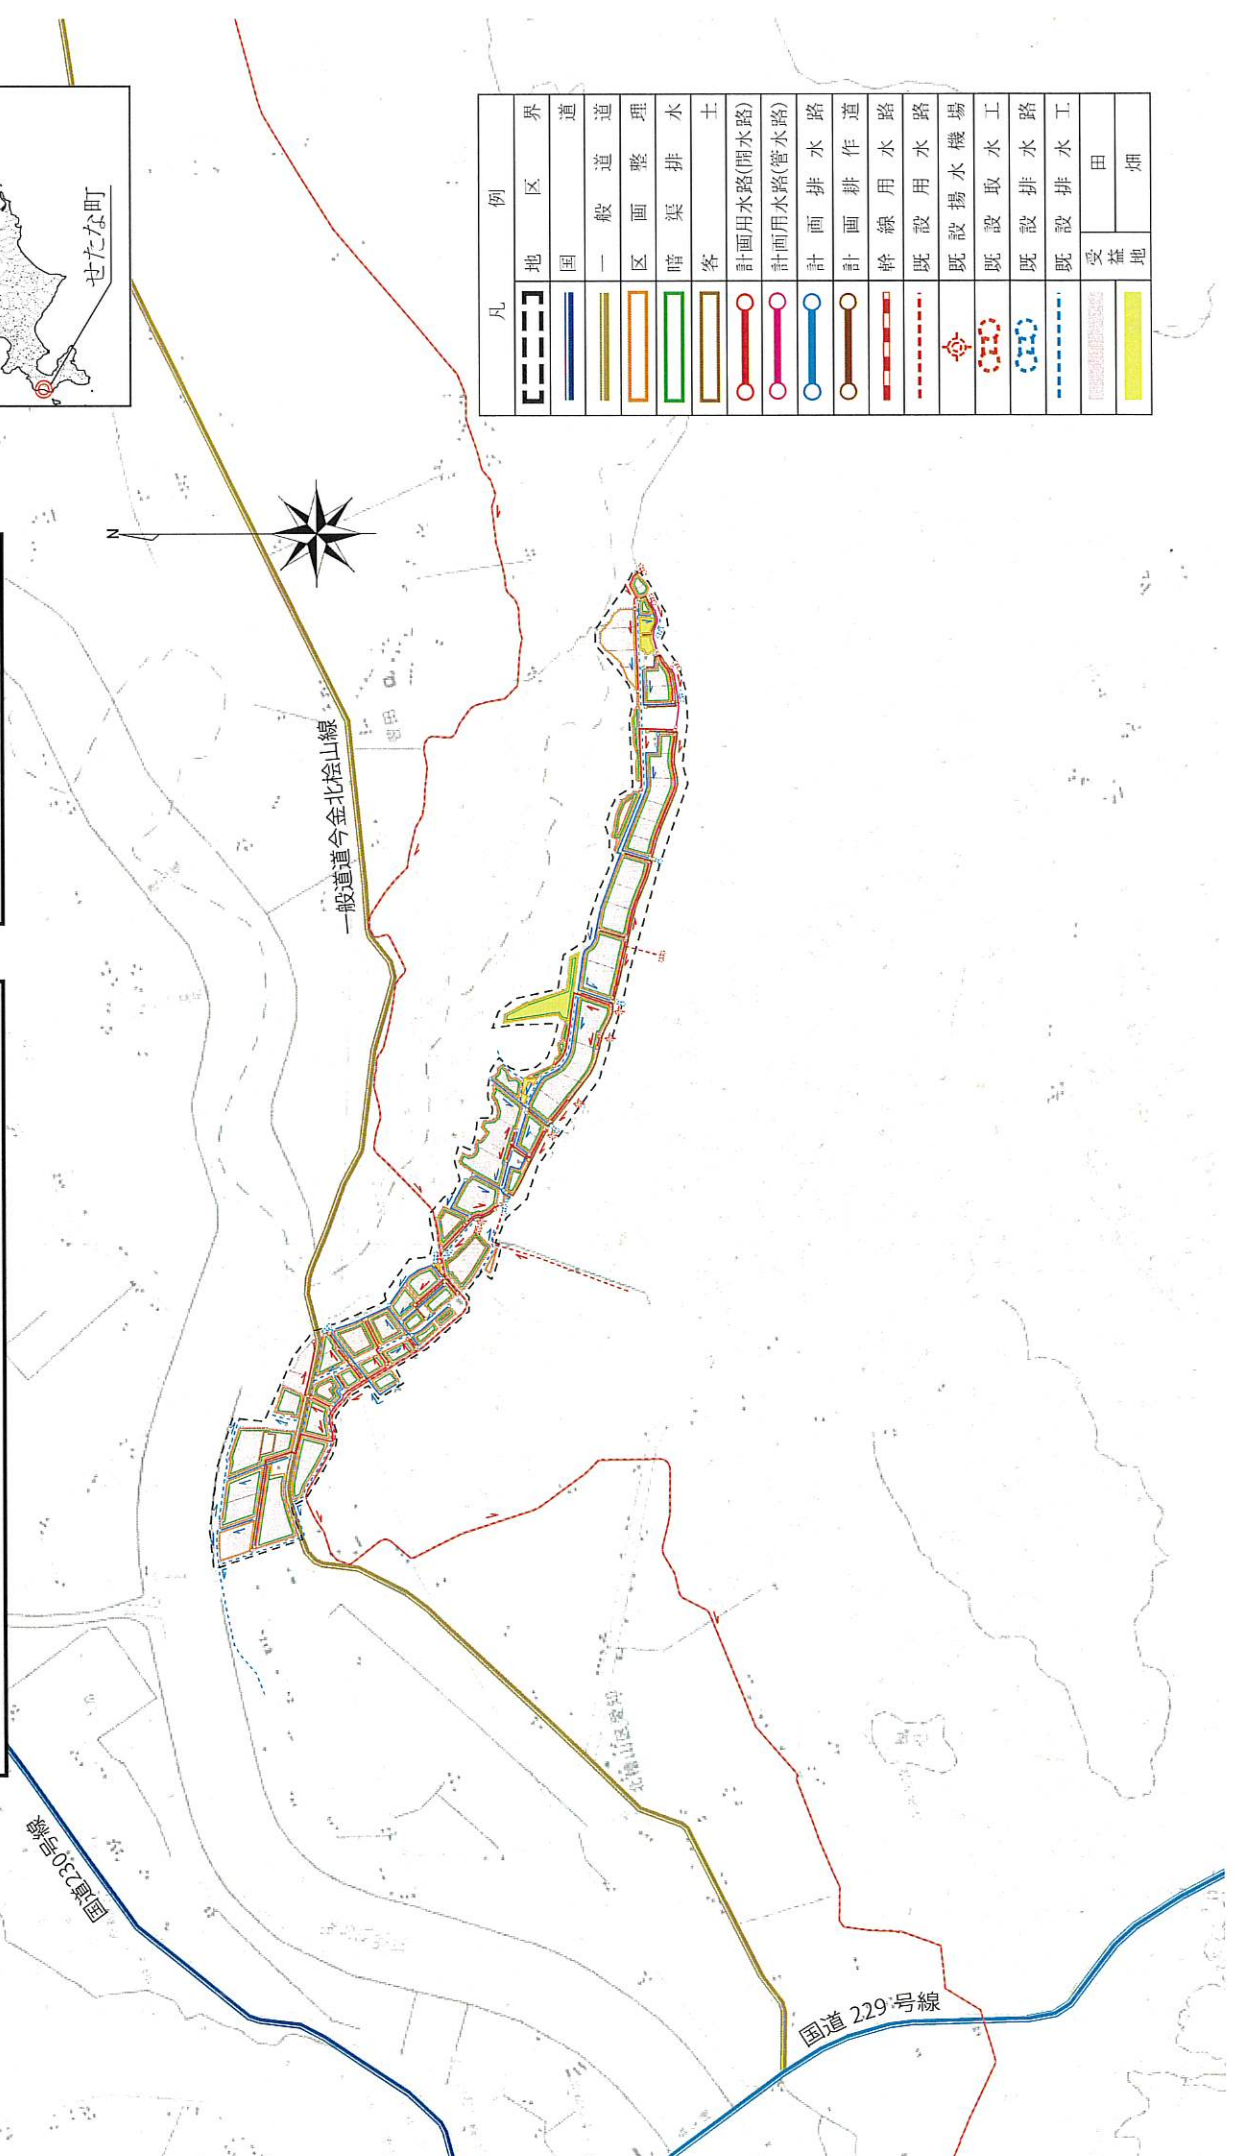 せたな町
N
一般道道今金北桧山線
国道230号線
国道 229 号線
凡例
地区界
国道
一般道道
区画整理
暗渠排水
客土
計画用水路(開水路)
計画用水路(管水路)
計画排水路
計画耕作道
幹線用水路
既設用水路
既設揚水機場
既設取水工
既設排水路
既設排水工
受益地
田
畑